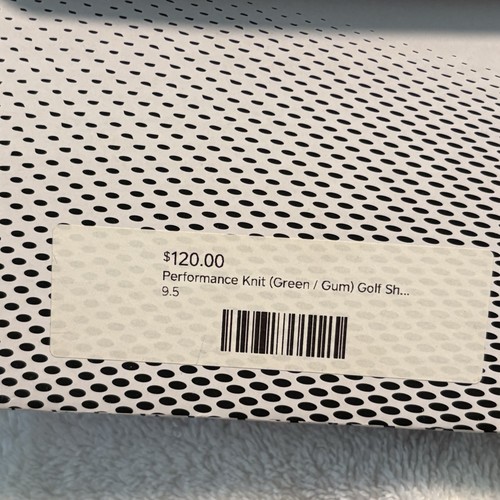 $120.00
Performance Knit (Green / Gum) Golf Sh...
9.5